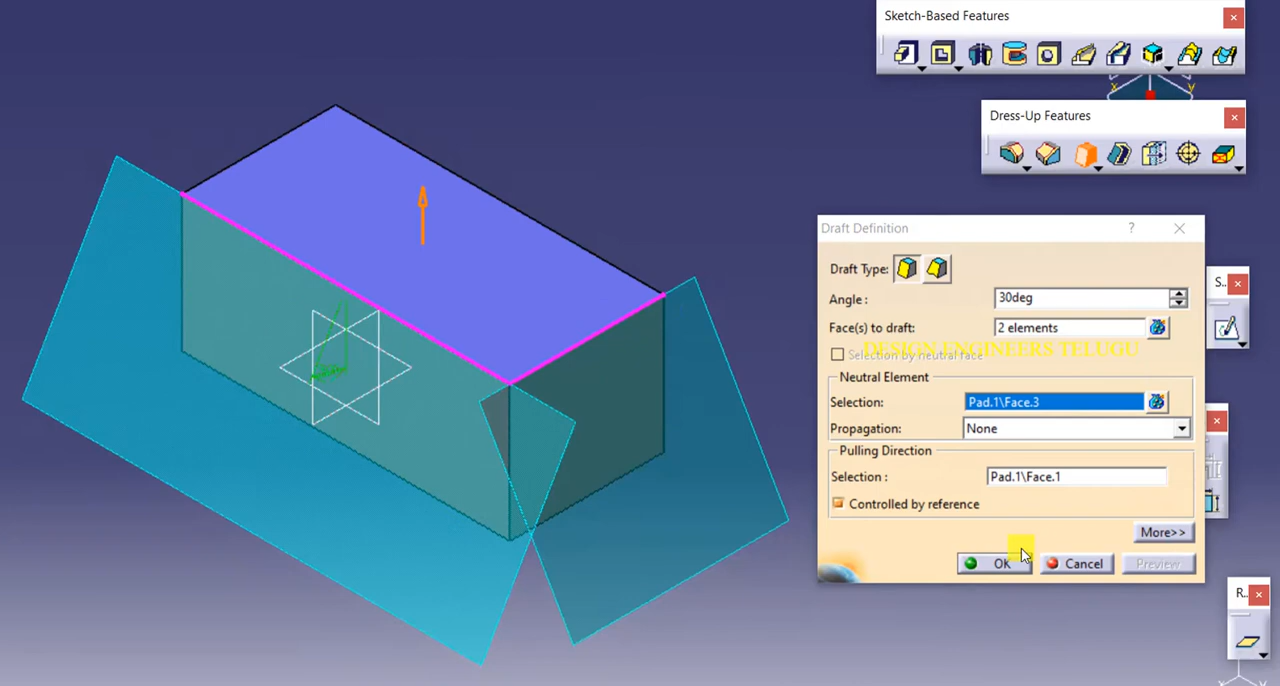 Sketch-Based Features
x
y
Dress-Up Features
Draft Definition
?
Draft Type:
Angle :
30deg
S..
Face(s) to draft:
2 elements
DESIGN ENGINEERS TELUGU
Selection by neutral face
Neutral Element
Selection:
Pad.1\Face.3
Propagation:
None
Pulling Direction
Selection :
Pad.1\Face.1
Controlled by reference
More>>
OK
Cancel
Preview
R..